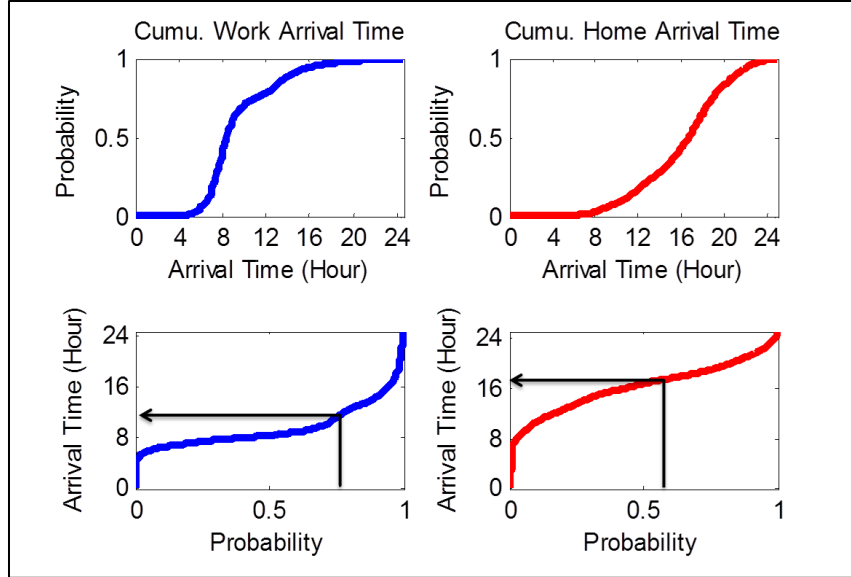 Cumu. Work Arrival Time
Cumu. Home Arrival Time
1
0.5
0
Probability
0 4 8 12 16 20 24
Arrival Time (Hour)
1
0.5
0
Probability
0 4 8 12 16 20 24
Arrival Time (Hour)
24
16
8
0
Arrival Time (Hour)
0 0.5 1
Probability
24
16
8
0
Arrival Time (Hour)
0 0.5 1
Probability